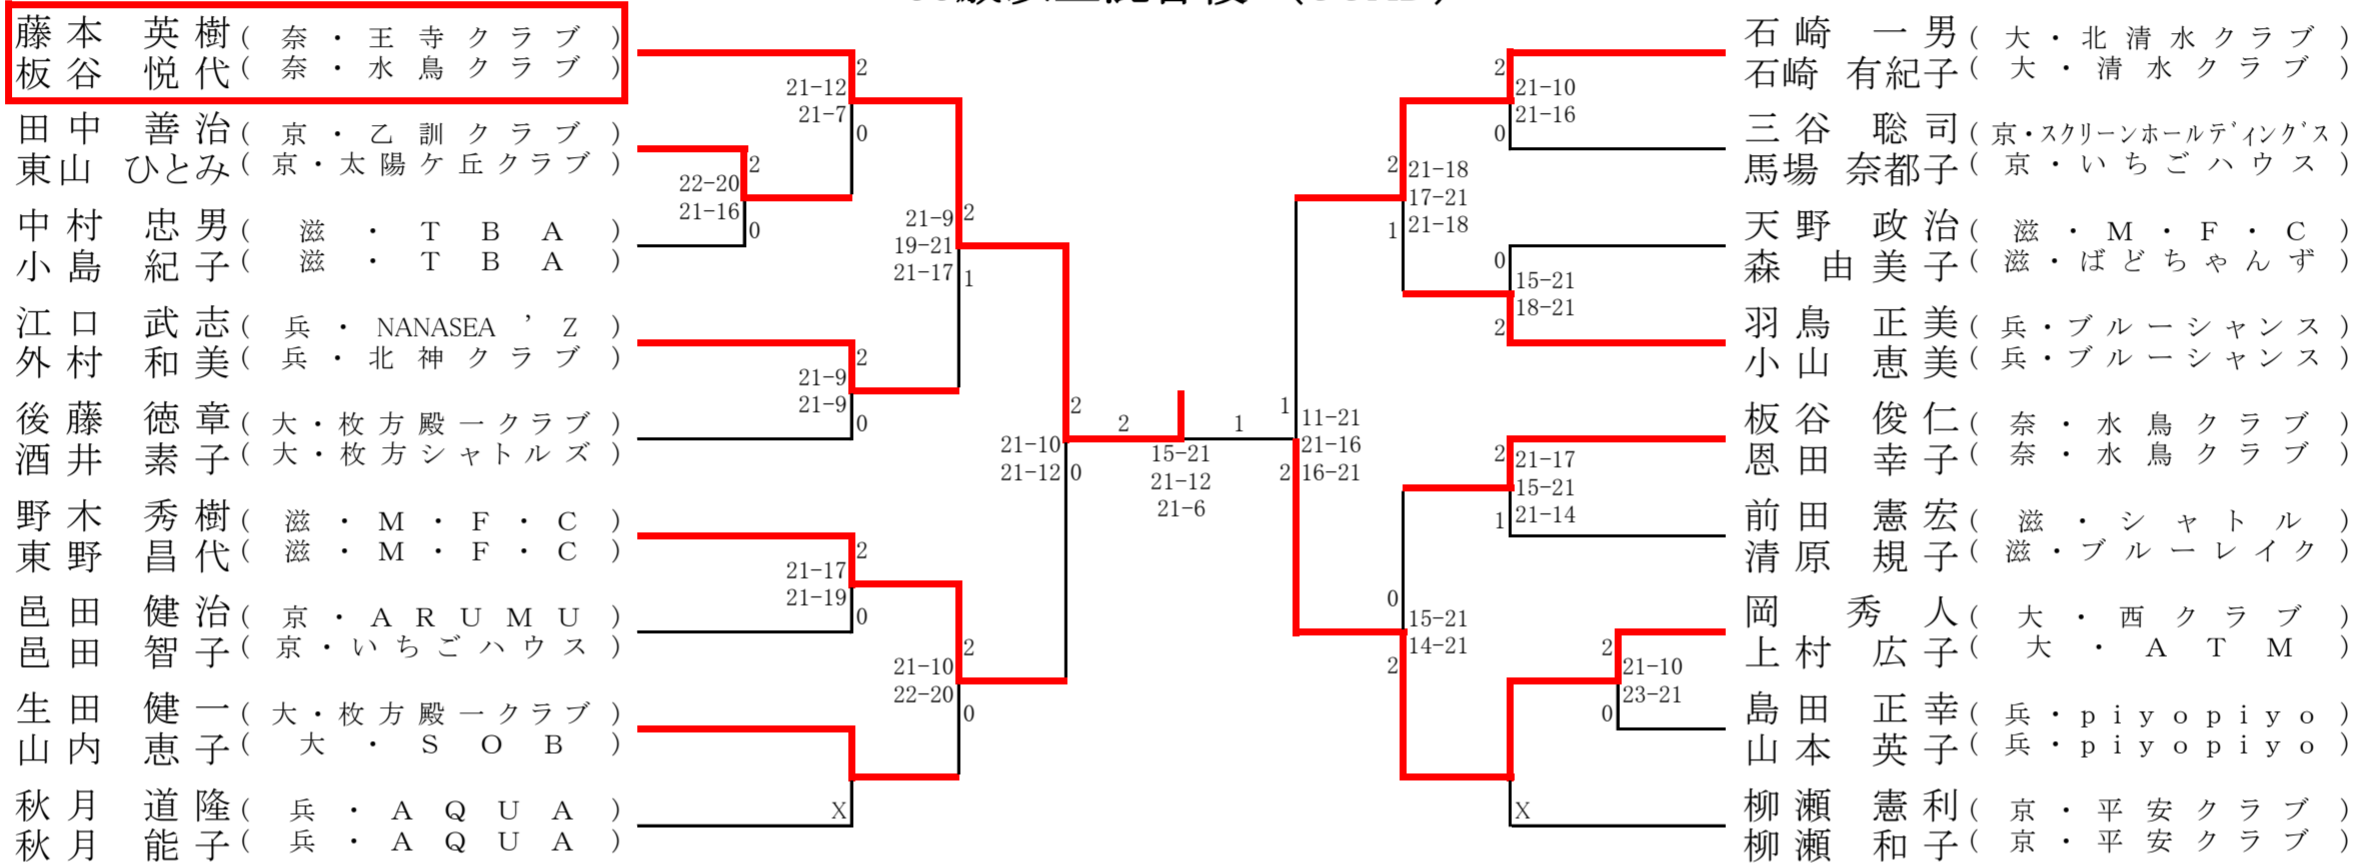 藤本 英樹(奈・王寺クラブ)
板谷 悦代(奈・水鳥クラブ)
田中 善治(京・乙訓クラブ)
東山 ひとみ(京・太陽ケ丘クラブ)
中村 忠男(滋・TBA)
小島 紀子(滋・TBA)
江口 武志(兵・NANASEA'Z)
外村 和美(兵・北神クラブ)
後藤 徳章(大・枚方殿一クラブ)
酒井 素子(大・枚方シャトルズ)
野木 秀樹(滋・M・F・C)
東野 昌代(滋・M・F・C)
邑田 健治(京・ARUMU)
邑田 智子(京・いちごハウス)
生田 健一(大・枚方殿一クラブ)
山内 恵子(大・SOB)
秋月 道隆(兵・AQUA)
秋月 能子(兵・AQUA)
2
21-12
21-7
0
2
22-20
21-16
0
2
21-9
21-9
0
2
21-17
21-19
0
X
21-9 2
19-21
21-17
1
2
21-10
22-20
0
2
21-10
21-12 0
2
15-21
21-12
21-6
1
1
11-21
21-16
2 16-21
2 21-18
17-21
1 21-18
0
15-21
14-21
2
2
21-10
21-16
0
0
15-21
18-21
2
2 21-17
15-21
1 21-14
2
21-10
23-21
0
X
石崎 一男(大・北清水クラブ)
石崎 有紀子(大・清水クラブ)
三谷 聡司(京・スクリーンホールディングス)
馬場 奈都子(京・いちごハウス)
天野 政治(滋・M・F・C)
森 由美子(滋・ばどちゃんず)
羽鳥 正美(兵・ブルーシャンス)
小山 恵美(兵・ブルーシャンス)
板谷 俊仁(奈・水鳥クラブ)
恩田 幸子(奈・水鳥クラブ)
前田 憲宏(滋・シャトル)
清原 規子(滋・ブルーレイク)
岡 秀人(大・西クラブ)
上村 広子(大・ATM)
島田 正幸(兵・piyopiyo)
山本 英子(兵・piyopiyo)
柳瀬 憲利(京・平安クラブ)
柳瀬 和子(京・平安クラブ)